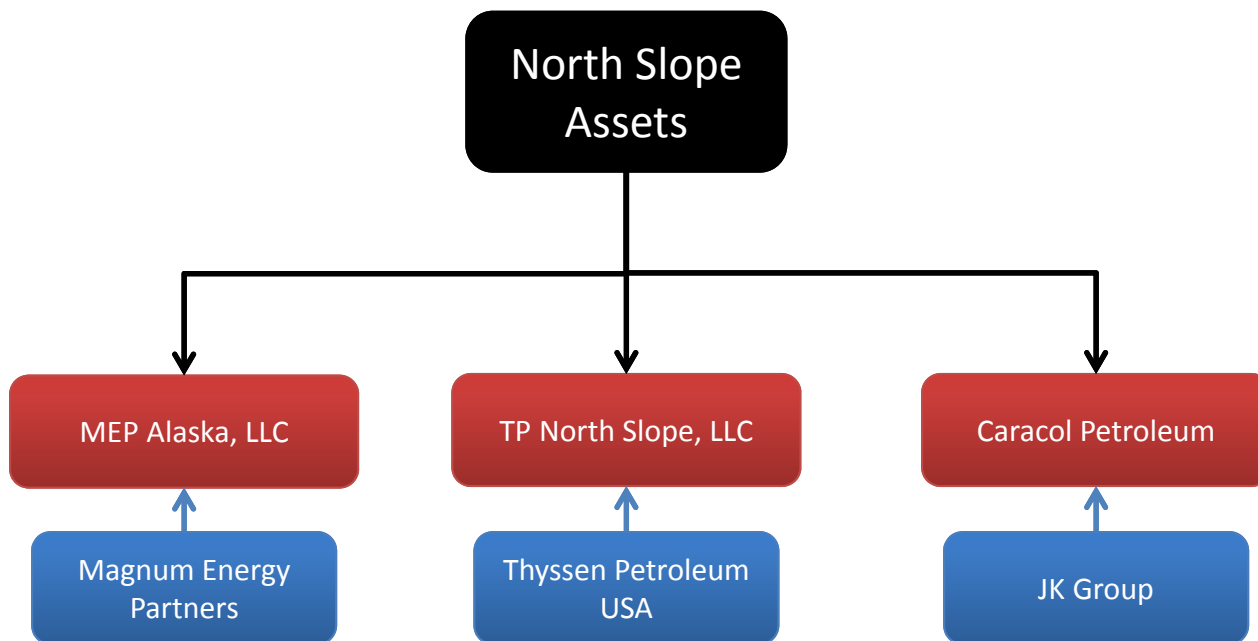 North Slope
Assets
MEP Alaska, LLC
TP North Slope, LLC
Caracol Petroleum
Magnum Energy
Partners
Thyssen Petroleum
USA
JK Group